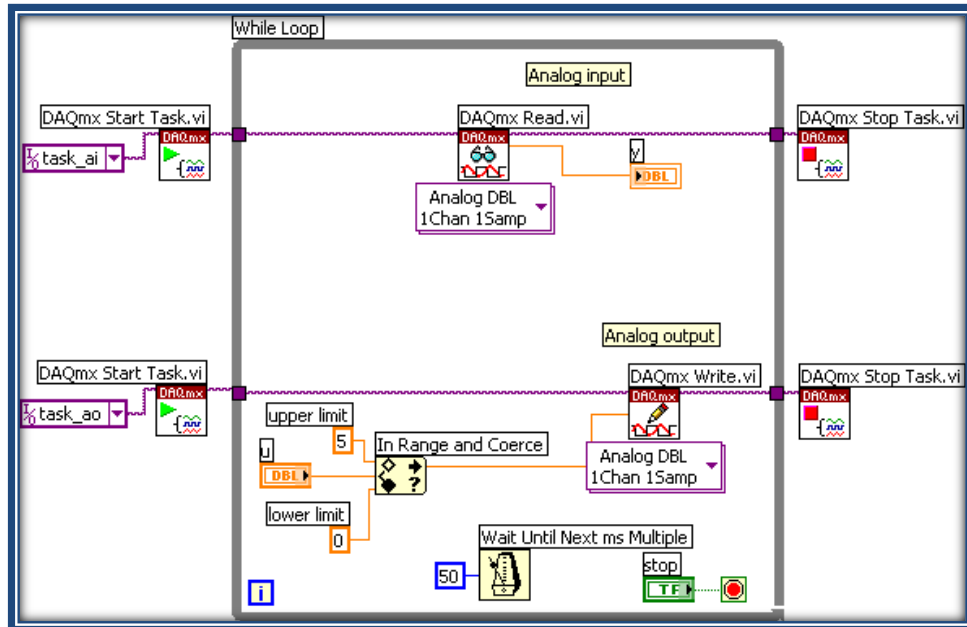 While Loop
Analog input
DAQmx Start Task.vi
DAQmx Read.vi
DAQmx Stop Task.vi
DAQmx
DAQmx
DAQmx
I/O task_ai
y
DBL
Analog DBL
1Chan 1Samp
Analog output
DAQmx Start Task.vi
DAQmx Write.vi
DAQmx Stop Task.vi
DAQmx
DAQmx
DAQmx
I/O task_ao
upper limit
5
In Range and Coerce
u
DBL
?
Analog DBL
1Chan 1Samp
lower limit
0
Wait Until Next ms Multiple
50
stop
TF
i